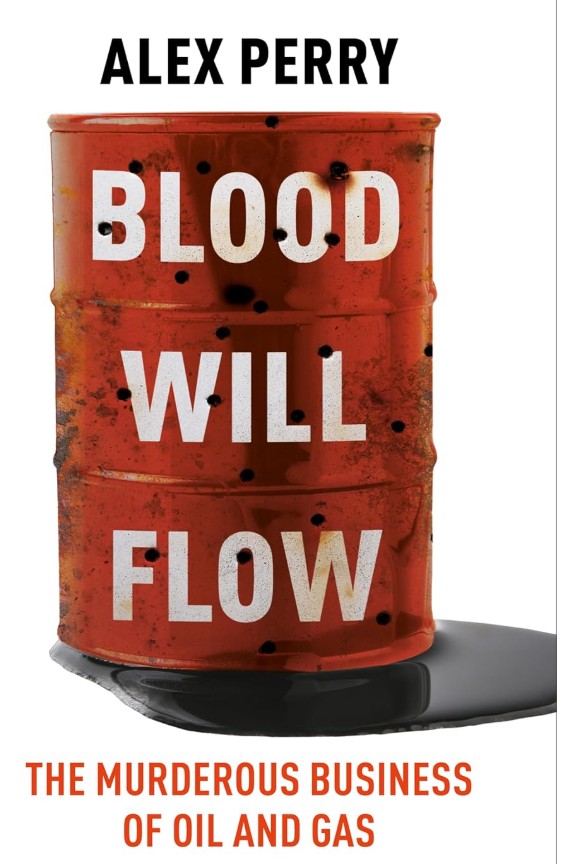 ALEX PERRY
BLOOD
WILL
FLOW
THE MURDEROUS BUSINESS
OF OIL AND GAS